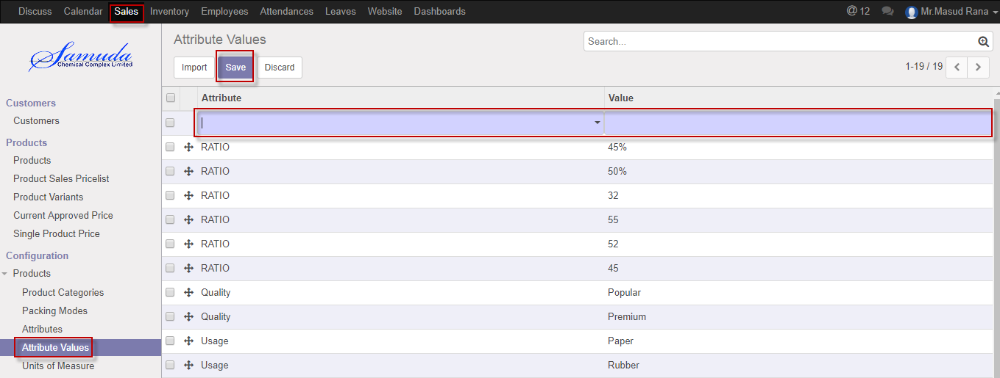 Discuss Calendar Sales Inventory Employees Attendances Leaves Website Dashboards @ 12 Mr.Masud Rana
Samuda
Chemical Complex Limited
Attribute Values
Search...
Import Save Discard
1-19 / 19
Customers
Customers
Products
Products
Product Sales Pricelist
Product Variants
Current Approved Price
Single Product Price
Configuration
Products
Product Categories
Packing Modes
Attributes
Attribute Values
Units of Measure
Attribute Value
RATIO 45%
RATIO 50%
RATIO 32
RATIO 55
RATIO 52
RATIO 45
Quality Popular
Quality Premium
Usage Paper
Usage Rubber